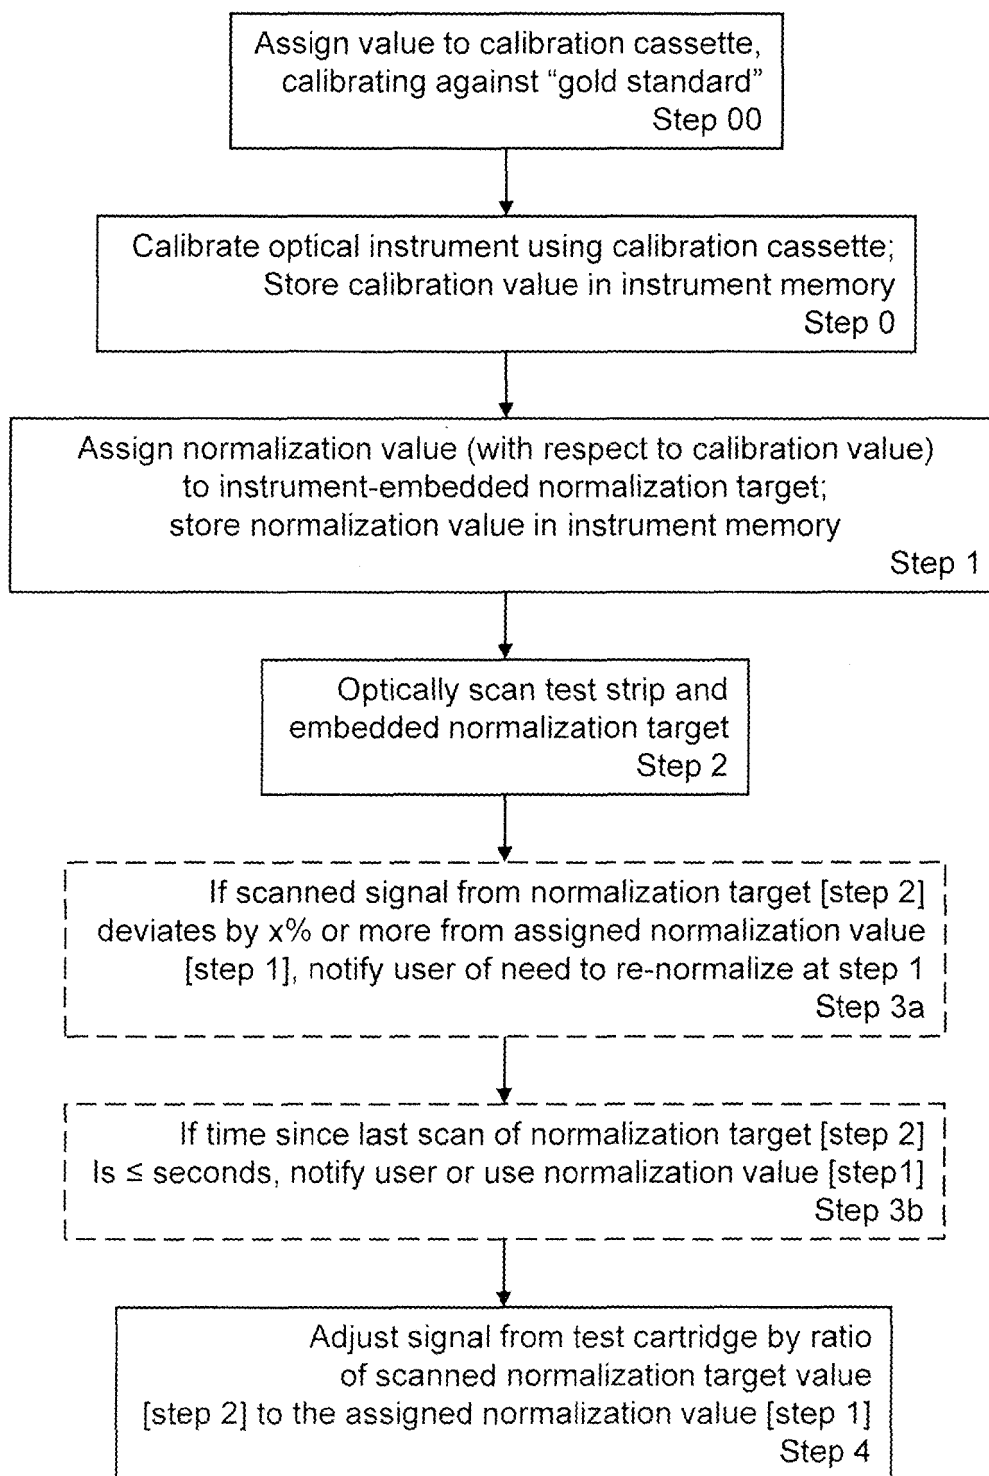 Assign value to calibration cassette,
calibrating against “gold standard”
Step 00
Calibrate optical instrument using calibration cassette;
Store calibration value in instrument memory
Step 0
Assign normalization value (with respect to calibration value)
to instrument-embedded normalization target;
store normalization value in instrument memory
Step 1
Optically scan test strip and
embedded normalization target
Step 2
If scanned signal from normalization target [step 2]
deviates by x% or more from assigned normalization value
[step 1], notify user of need to re-normalize at step 1
Step 3a
If time since last scan of normalization target [step 2]
Is ≤ seconds, notify user or use normalization value [step1]
Step 3b
Adjust signal from test cartridge by ratio
of scanned normalization target value
[step 2] to the assigned normalization value [step 1]
Step 4